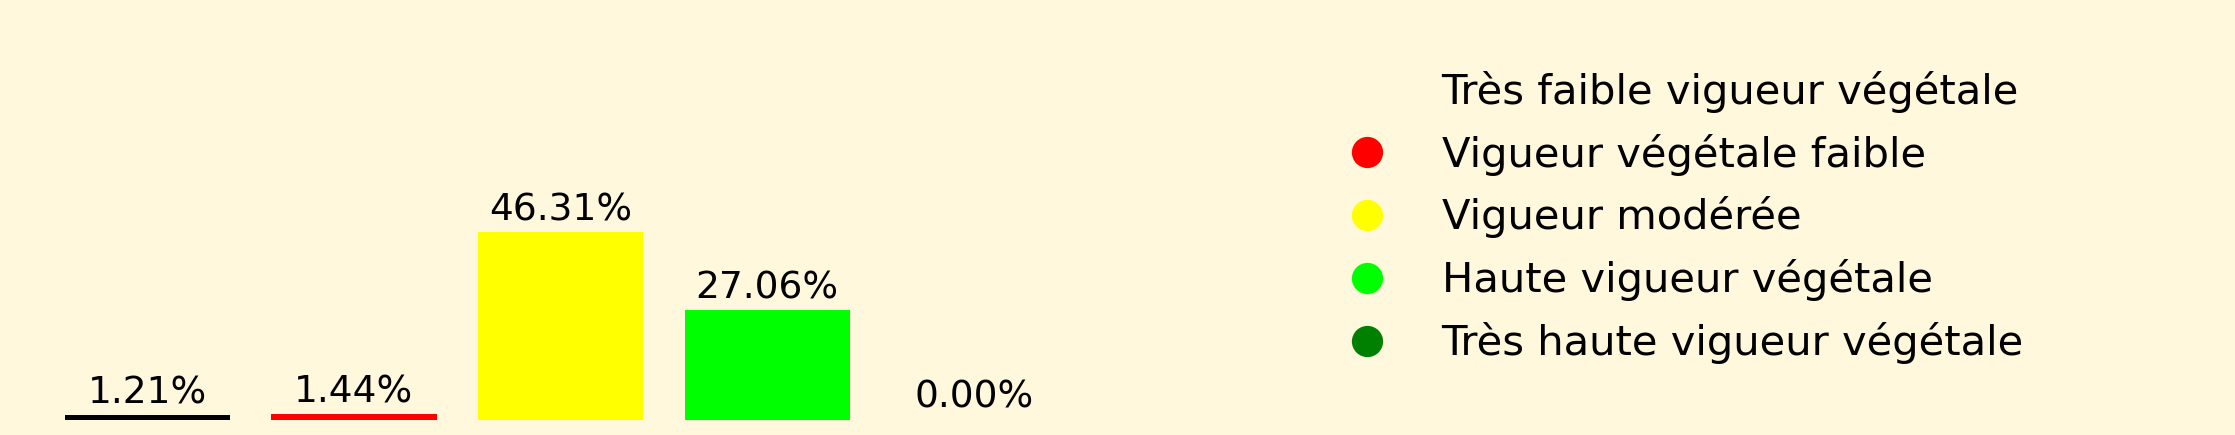 1.21%
1.44%
46.31%
27.06%
0.00%
Très faible vigueur végétale
Vigueur végétale faible
Vigueur modérée
Haute vigueur végétale
Très haute vigueur végétale